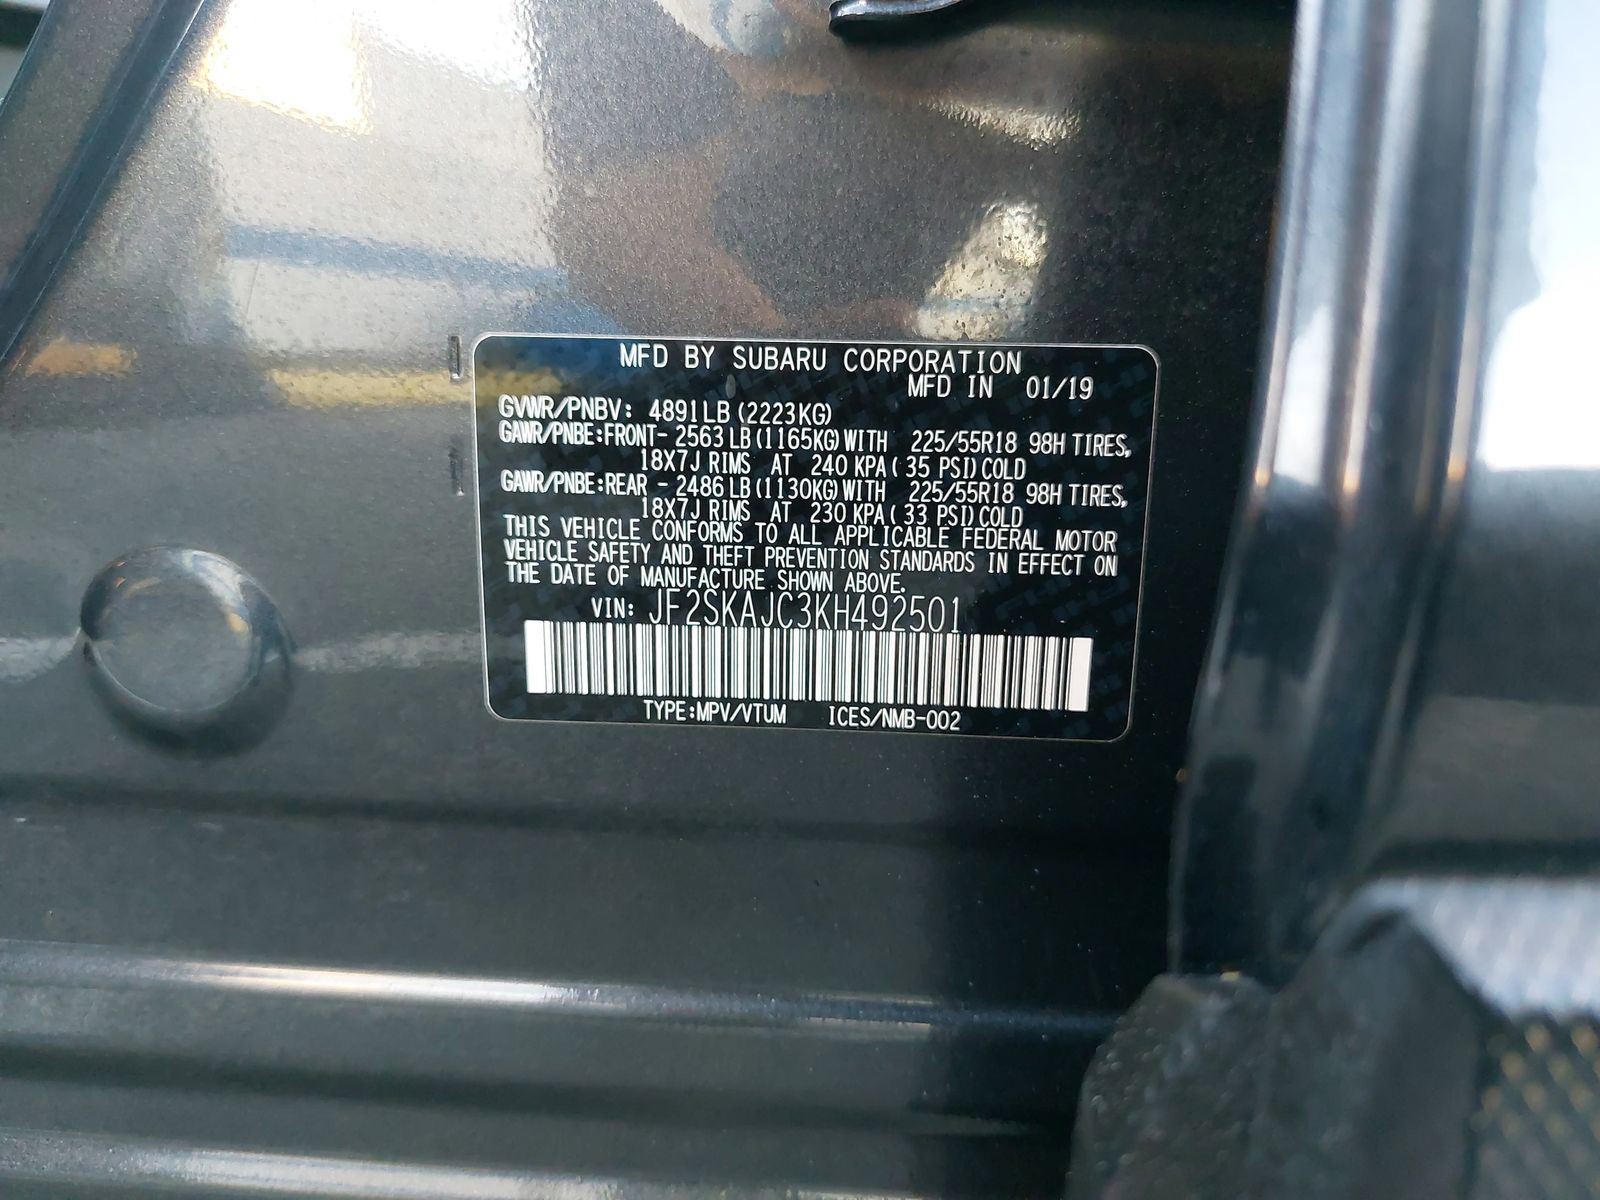 MFD BY SUBARU CORPORATION
MFD IN 01/19
GVWR/PNBV: 4891LB (2223KG)
GAWR/PNBE:FRONT- 2563 LB (1165KG) WITH 225/55R18 98H TIRES,
18X7J RIMS AT 240 KPA ( 35 PSI) COLD
GAWR/PNBE:REAR - 2486 LB (1130KG) WITH 225/55R18 98H TIRES,
18X7J RIMS AT 230 KPA ( 33 PSI) COLD
THIS VEHICLE CONFORMS TO ALL APPLICABLE FEDERAL MOTOR
VEHICLE SAFETY AND THEFT PREVENTION STANDARDS IN EFFECT ON
THE DATE OF MANUFACTURE SHOWN ABOVE.
VIN: JF2SKAJC3KH492501
TYPE:MPV/VTUM ICES/NMB-002